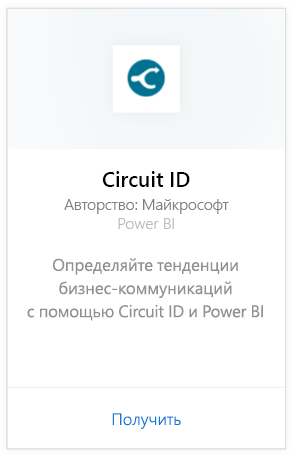 Circuit ID
Авторство: Майкрософт
Power BI
Определяйте тенденции
бизнес-коммуникаций
с помощью Circuit ID и Power BI
Получить